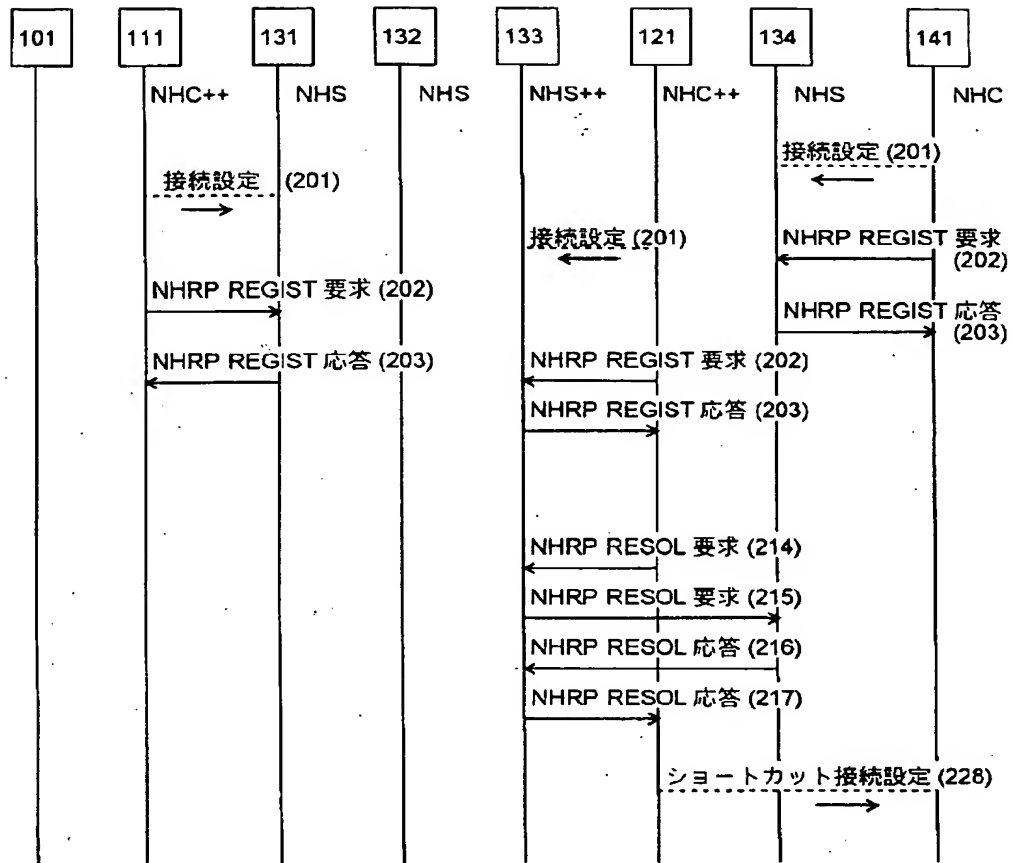 101 111 131 132 133 121 134 141
NHC++ NHS NHS NHS++ NHC++ NHS NHC
接続設定 (201)
接続設定 (201)
接続設定 (201)
NHRP REGIST 要求
(202)
NHRP REGIST 要求 (202)
NHRP REGIST 応答
(203)
NHRP REGIST 応答 (203)
NHRP REGIST 要求 (202)
NHRP REGIST 応答 (203)
NHRP RESOL 要求 (214)
NHRP RESOL 要求 (215)
NHRP RESOL 応答 (216)
NHRP RESOL 応答 (217)
ショートカット接続設定 (228)